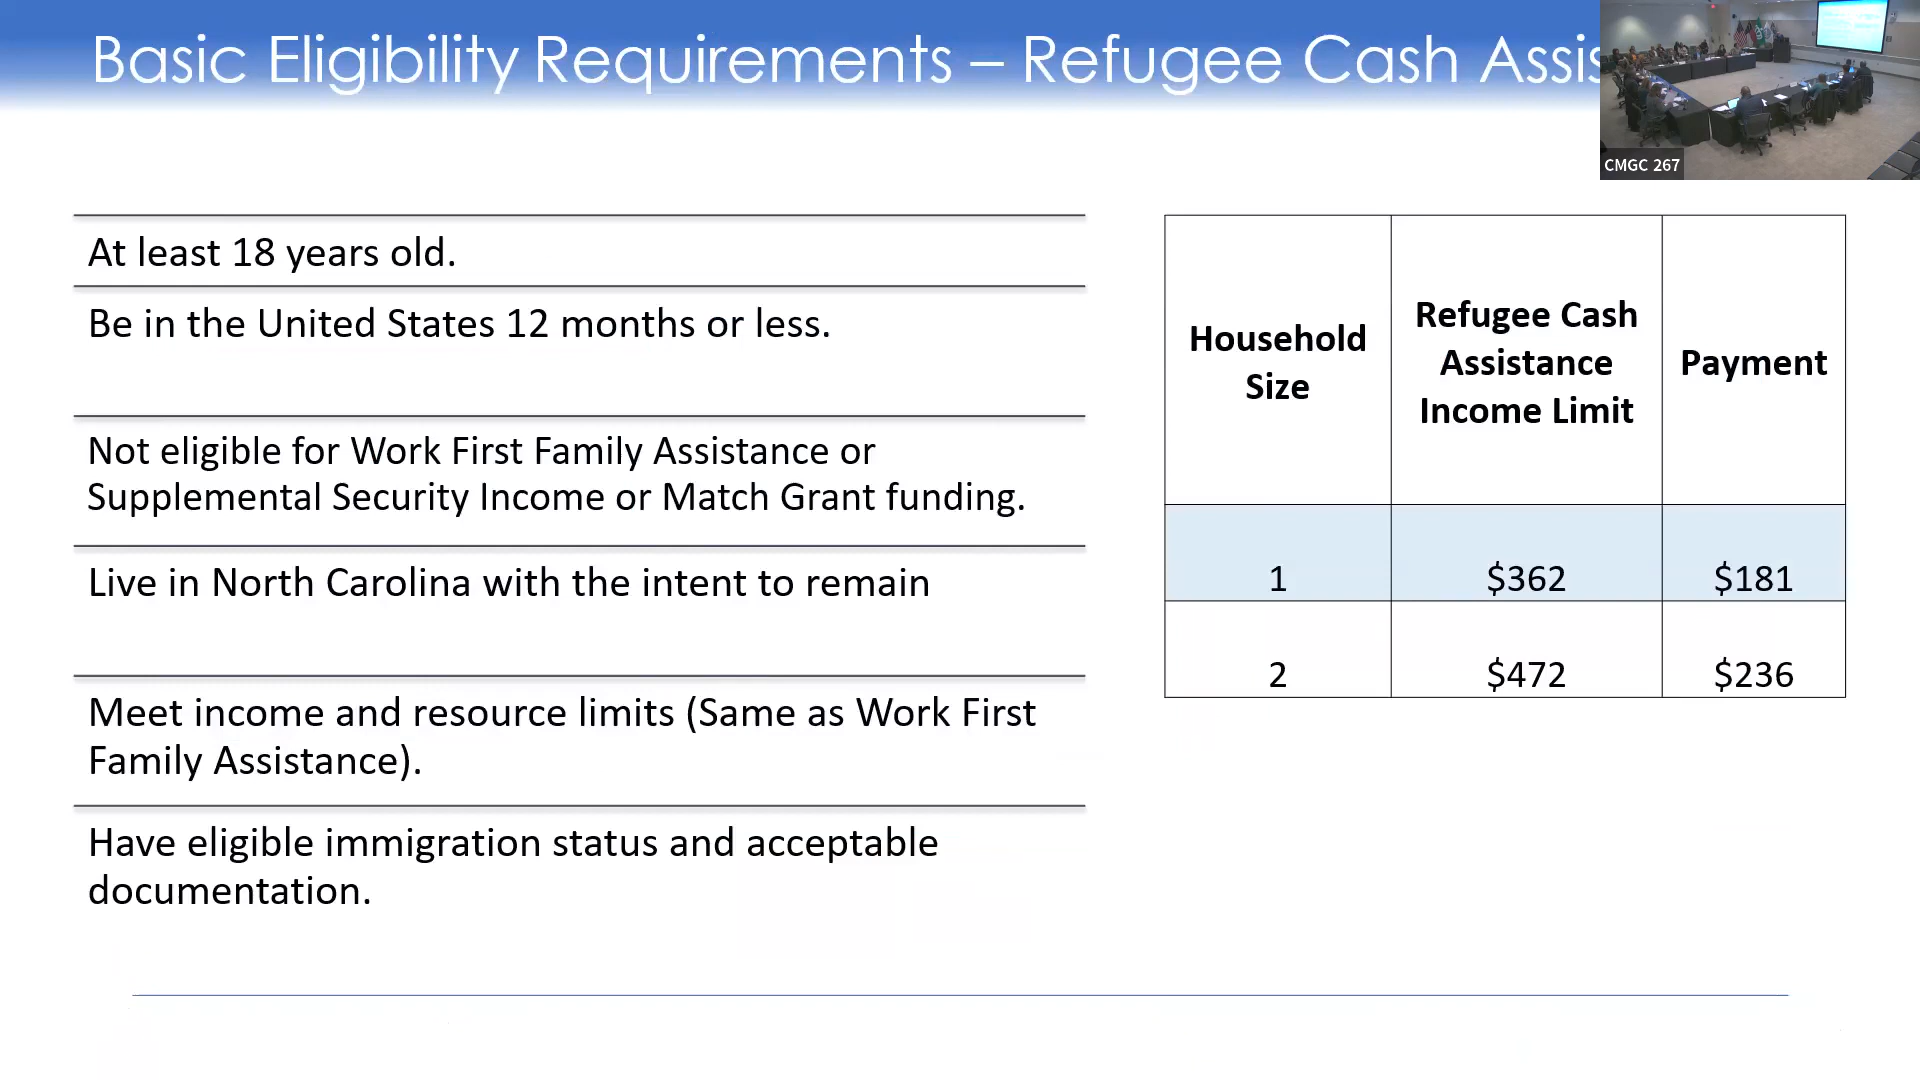 Basic Eligibility Requirements – Refugee Cash Assis
CMGC 267
At least 18 years old.
Be in the United States 12 months or less.
Not eligible for Work First Family Assistance or
Supplemental Security Income or Match Grant funding.
Live in North Carolina with the intent to remain
Meet income and resource limits (Same as Work First
Family Assistance).
Have eligible immigration status and acceptable
documentation.
Household
Size
Refugee Cash
Assistance
Income Limit
Payment
1 $362 $181
2 $472 $236